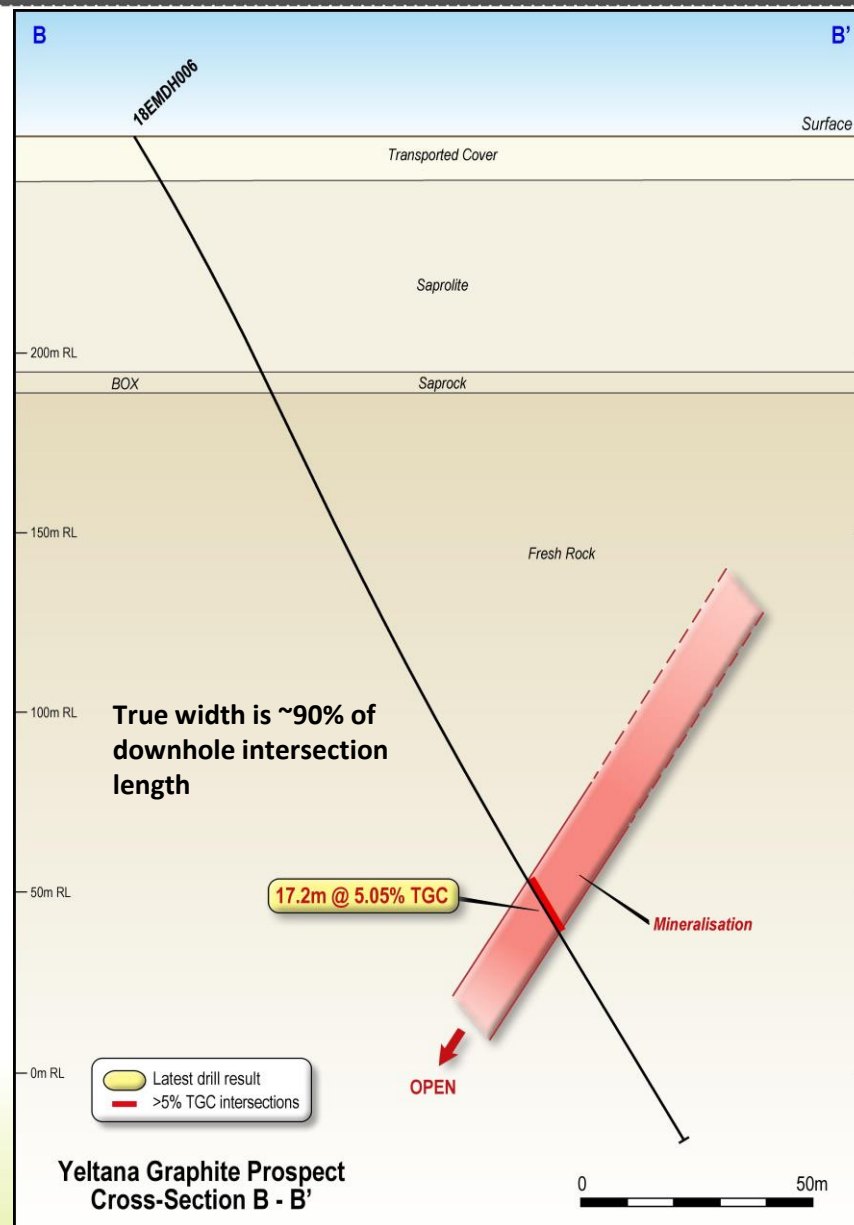 B
B'
18EMDH006
Surface
Transported Cover
Saprolite
200m RL
BOX
Saprock
150m RL
Fresh Rock
100m RL
True width is ~90% of
downhole intersection
length
50m RL
17.2m @ 5.05% TGC
Mineralisation
0m RL
Latest drill result
>5% TGC intersections
OPEN
Yeltana Graphite Prospect
Cross-Section B - B'
0
50m